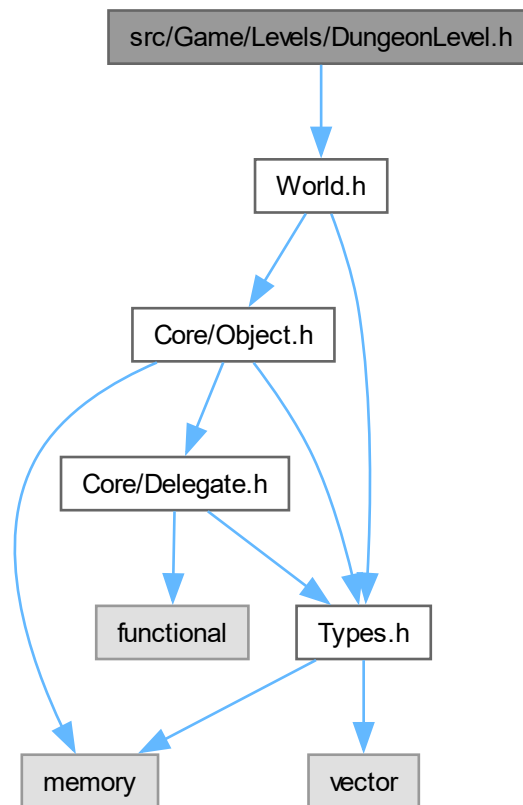 src/Game/Levels/DungeonLevel.h
World.h
Core/Object.h
Core/Delegate.h
functional
Types.h
memory
vector